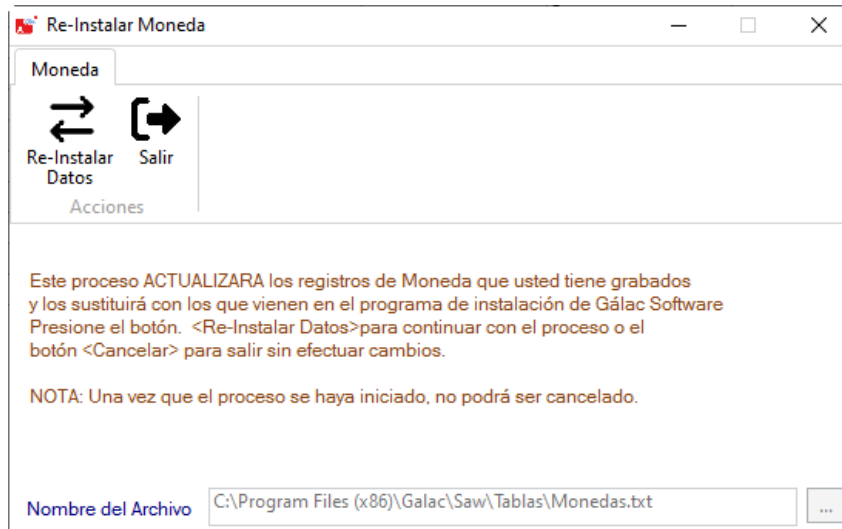 Re-Instalar Moneda
Moneda
Re-Instalar
Datos
Salir
Acciones
Este proceso ACTUALIZARA los registros de Moneda que usted tiene grabados
y los sustituirá con los que vienen en el programa de instalación de Gálac Software
Presione el botón.  <Re-Instalar Datos>para continuar con el proceso o el
botón <Cancelar> para salir sin efectuar cambios.
NOTA: Una vez que el proceso se haya iniciado, no podrá ser cancelado.
Nombre del Archivo
C:\Program Files (x86)\Galac\Saw\Tablas\Monedas.txt
...